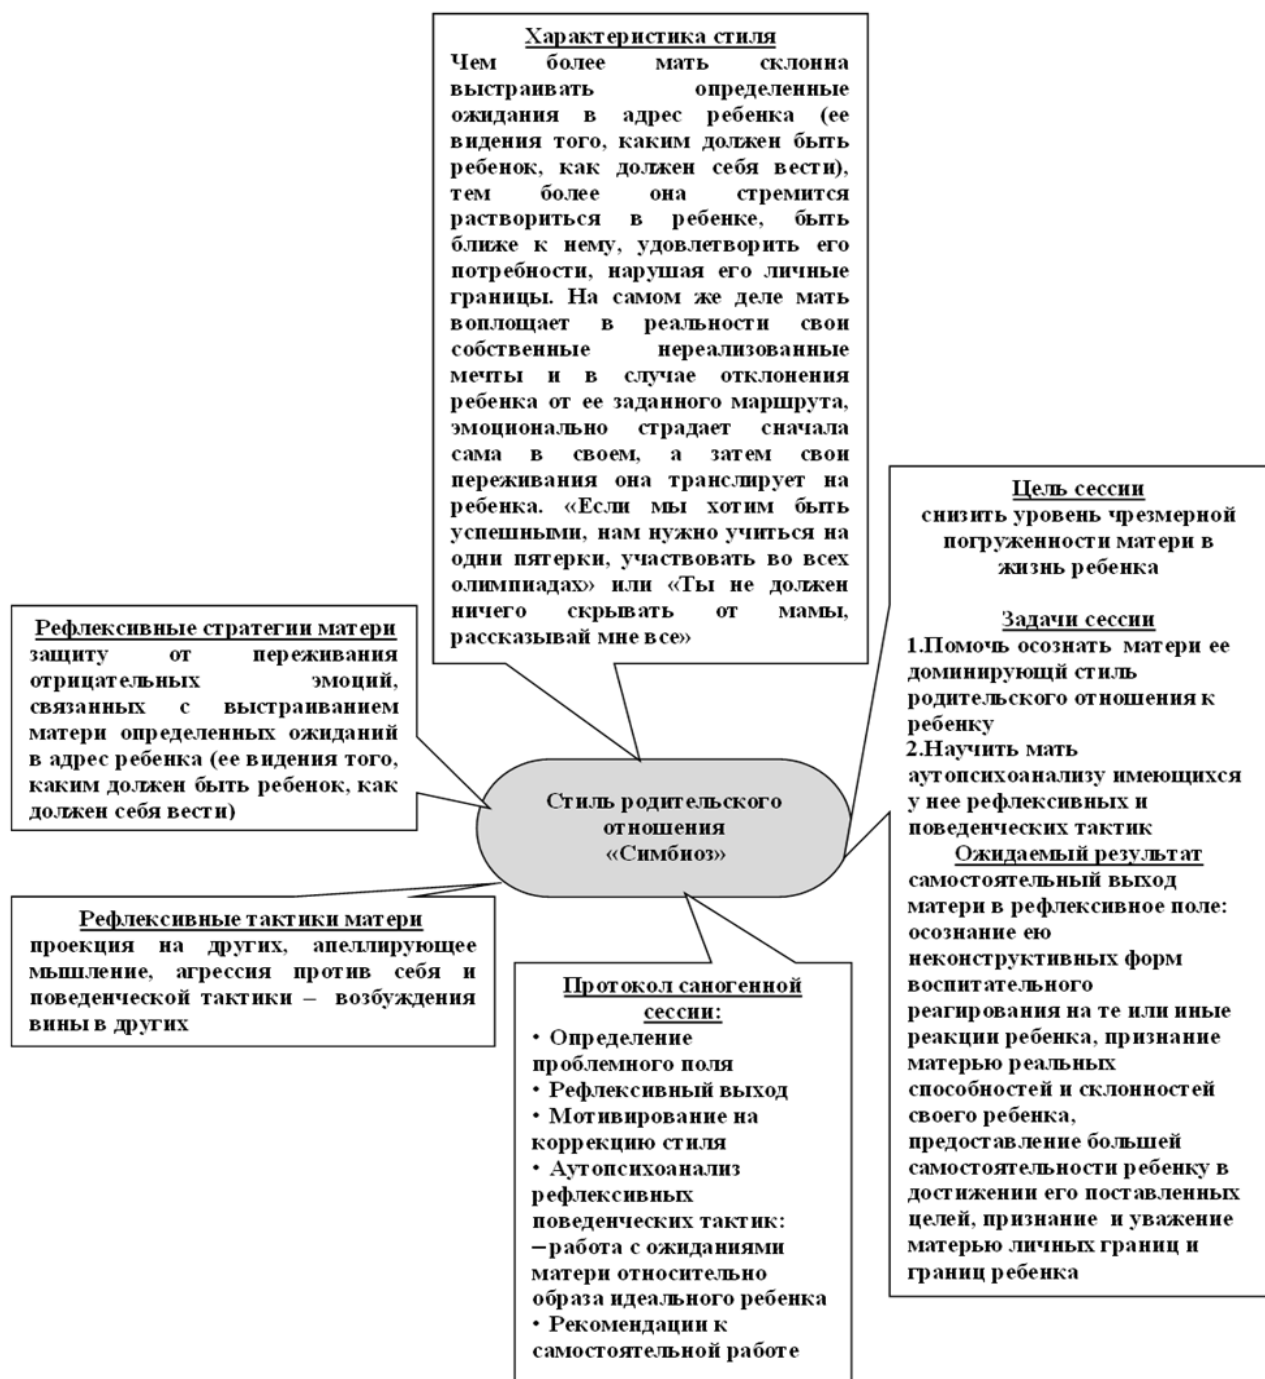 Характеристика стиля
Чем более мать склонна
выстраивать определенные
ожидания в адрес ребенка (ее
видения того, каким должен быть
ребенок, как должен себя вести),
тем более она стремится
раствориться в ребенке, быть
ближе к нему, удовлетворить его
потребности, нарушая его личные
границы. На самом же деле мать
воплощает в реальности свои
собственные нереализованные
мечты и в случае отклонения
ребенка от ее заданного маршрута,
эмоционально страдает сначала
сама в своем, а затем свои
переживания она транслирует на
ребенка. «Если мы хотим быть
успешными, нам нужно учиться на
одни пятерки, участвовать во всех
олимпиадах» или «Ты не должен
ничего скрывать от мамы,
рассказывай мне все»
Рефлексивные стратегии матери
защиту от переживания
отрицательных эмоций,
связанных с выстраиванием
матери определенных ожиданий
в адрес ребенка (ее видения того,
каким должен быть ребенок, как
должен себя вести)
Стиль родительского
отношения
«Симбиоз»
Цель сессии
снизить уровень чрезмерной
погруженности матери в
жизнь ребенка
Задачи сессии
1.Помочь осознать матери ее
доминирующй стиль
родительского отношения к
ребенку
2.Научить мать
аутопсихоанализу имеющихся
у нее рефлексивных и
поведенческих тактик
Ожидаемый результат
самостоятельный выход
матери в рефлексивное поле:
осознание ею
неконструктивных форм
воспитательного
реагирования на те или иные
реакции ребенка, признание
матерью реальных
способностей и склонностей
своего ребенка,
предоставление большей
самостоятельности ребенку в
достижении его поставленных
целей, признание и уважение
матерью личных границ и
границ ребенка
Рефлексивные тактики матери
проекция на других, апеллирующее
мышление, агрессия против себя и
поведенческой тактики – возбуждения
вины в других
Протокол саногенной
сессии:
• Определение
проблемного поля
• Рефлексивный выход
• Мотивирование на
коррекцию стиля
• Аутопсихоанализ
рефлексивных
поведенческих тактик:
–работа с ожиданиями
матери относительно
образа идеального ребенка
• Рекомендации к
самостоятельной работе